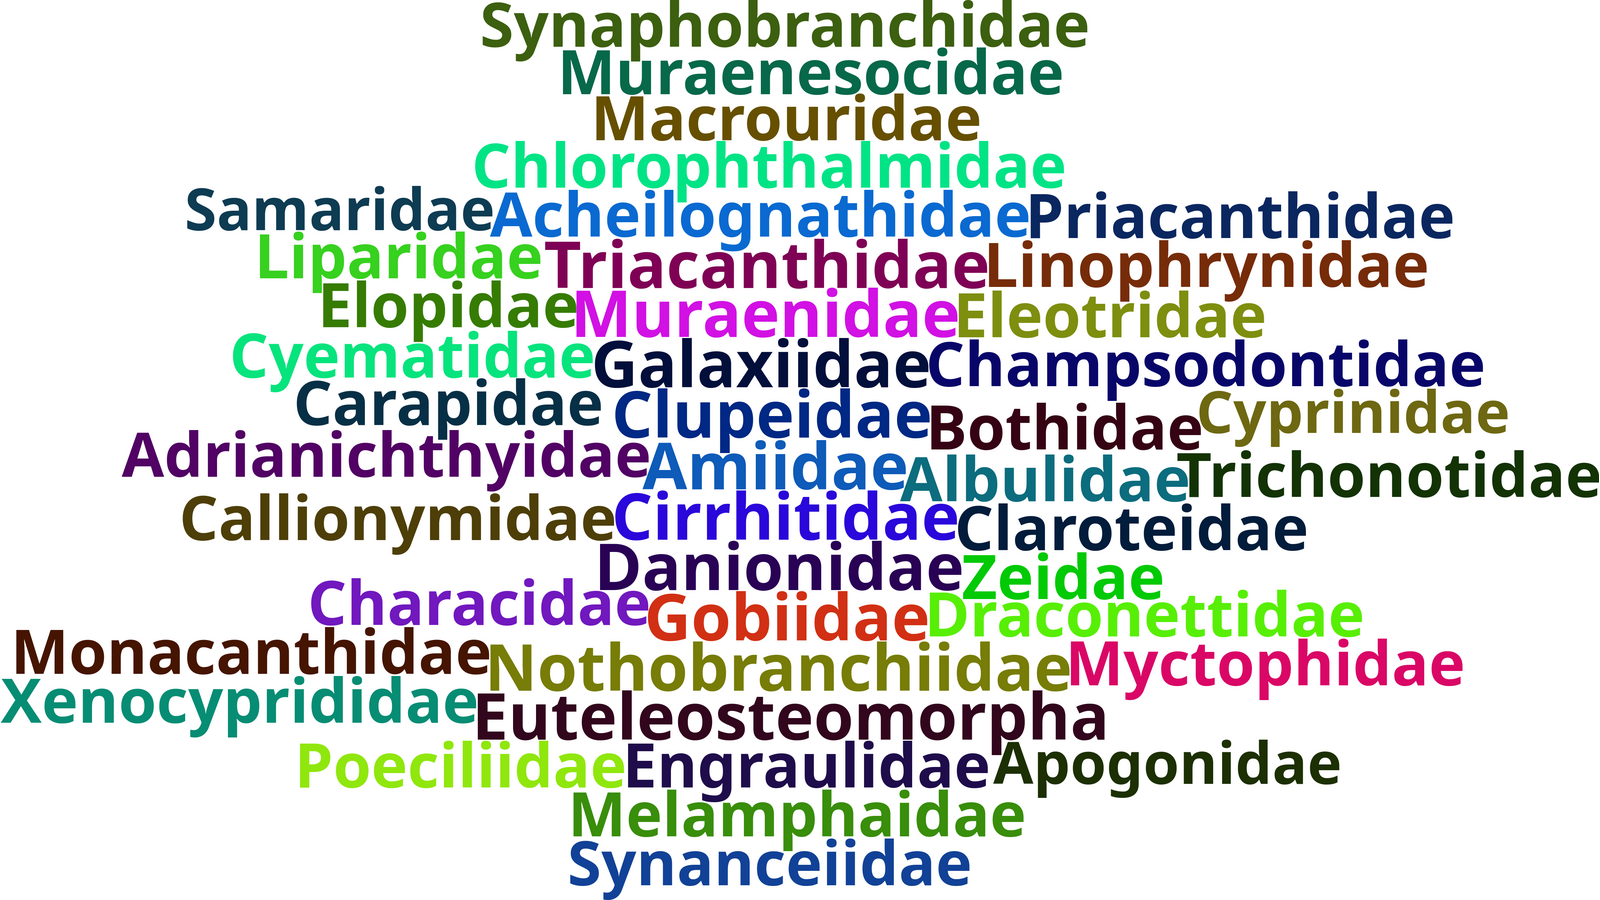 Synaphobranchidae
Muraenesocidae
Macrouridae
Chlorophthalmidae
Samaridae Acheilognathidae Priacanthidae
Liparidae Triacanthidae Linophrynidae
Elopidae Muraenidae Eleotridae
Cyematidae Galaxiidae Champsodontidae
Carapidae Clupeidae Bothidae Cyprinidae
Adrianichthyidae Amiidae Albulidae Trichonotidae
Callionymidae Cirrhitidae Claroteidae
Danionidae Zeidae
Characidae Gobiidae Draconettidae
Monacanthidae Nothobranchiidae Myctophidae
Xenocyprididae Euteleosteomorpha
Poeciliidae Engraulidae Apogonidae
Melamphaidae
Synanceiidae